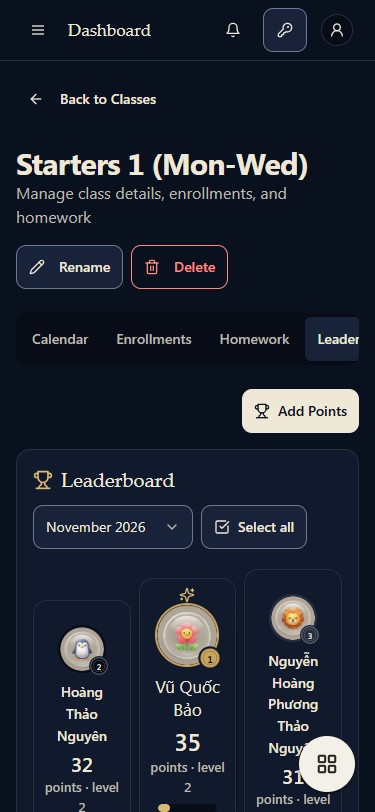 Dashboard
Back to Classes
Starters 1 (Mon-Wed)
Manage class details, enrollments, and
homework
Rename
Delete
Calendar
Enrollments
Homework
Leader
Add Points
Leaderboard
November 2026
Select all
2
Hoàng
Thảo
Nguyên
32
points · level
2
1
Vũ Quốc
Bảo
35
points · level
2
3
Nguyễn
Hoàng
Phương
Thảo
31
points · level